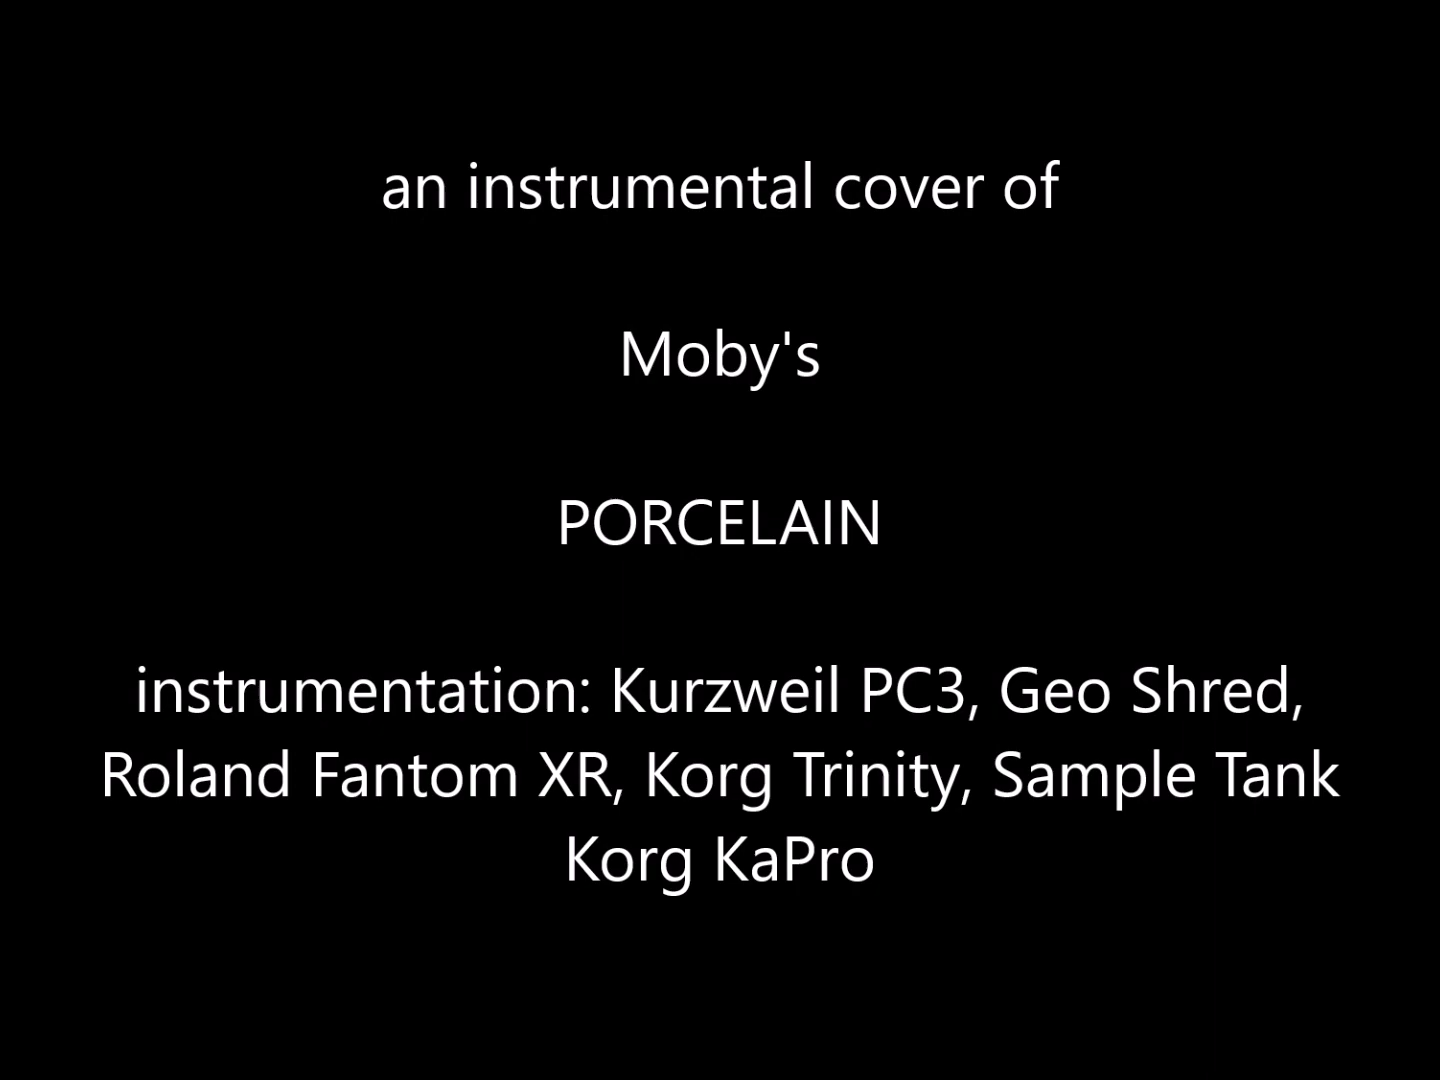 an instrumental cover of
Moby's
PORCELAIN
instrumentation: Kurzweil PC3, Geo Shred,
Roland Fantom XR, Korg Trinity, Sample Tank
Korg KaPro